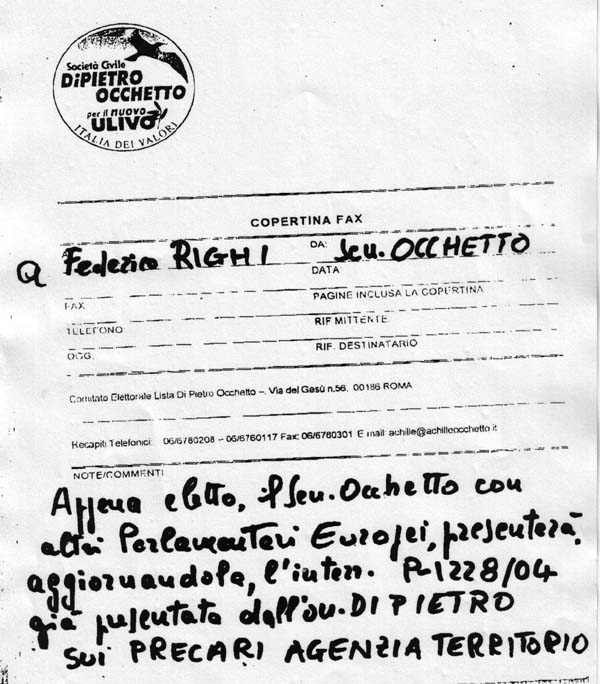 Società Civile
DiPIETRO
OCCHETTO
per il nuovo
ULIVO
ITALIA DEI VALORI
COPERTINA FAX
a Federico RIGHI DA: Sen. OCCHETTO
DATA
FAX PAGINE INCLUSA LA COPERTINA
TELEFONO RIF MITTENTE
OGG. RIF. DESTINATARIO
Comitato Elettorale Lista Di Pietro Occhetto – Via del Gesù n.56, 00186 ROMA
Recapiti Telefonici: 06/6780208 – 06/6760117 Fax: 06/6760301 E mail: achille@achilleocchetto.it
NOTE/COMMENTI
Appena eletto, il Sen. Occhetto con
altri Parlamentari Europei, presenterà,
aggiornandola, l'interr. P-1228/04
già presentata dall'on. DI PIETRO
sui PRECARI AGENZIA TERRITORIO